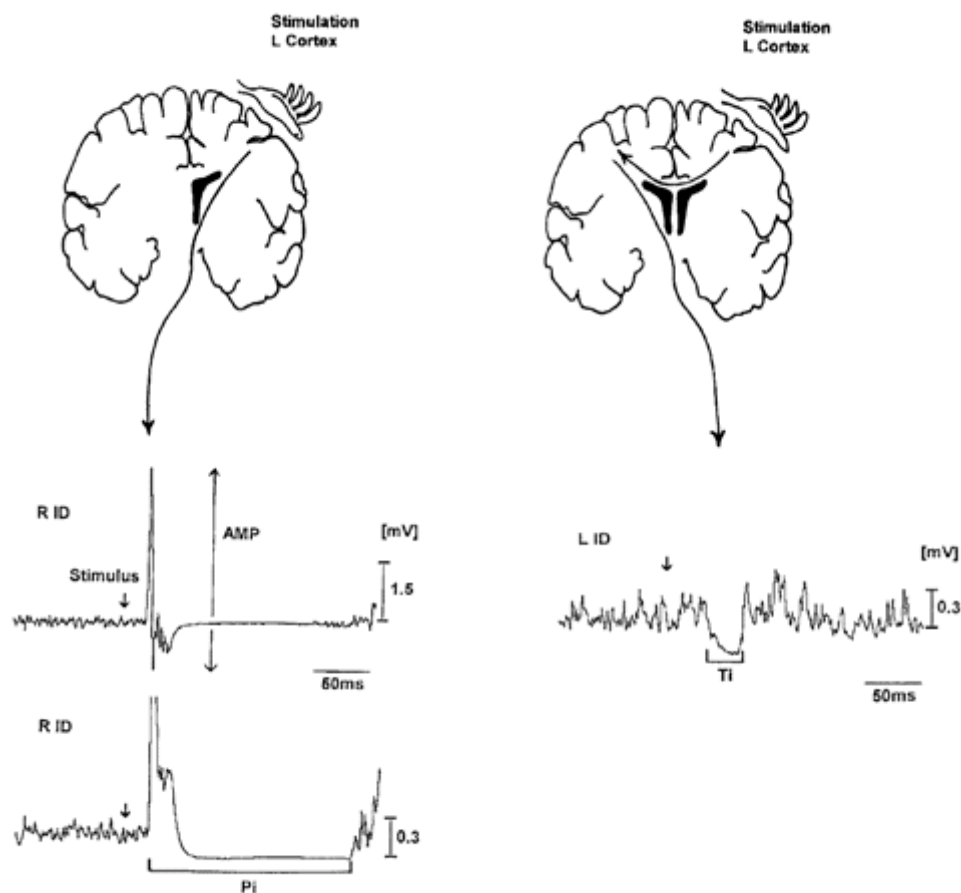 Stimulation
L Cortex
Stimulation
L Cortex
R ID
AMP
[mV]
1.5
Stimulus
50ms
R ID
0.3
Pi
L ID
[mV]
0.3
Ti
50ms